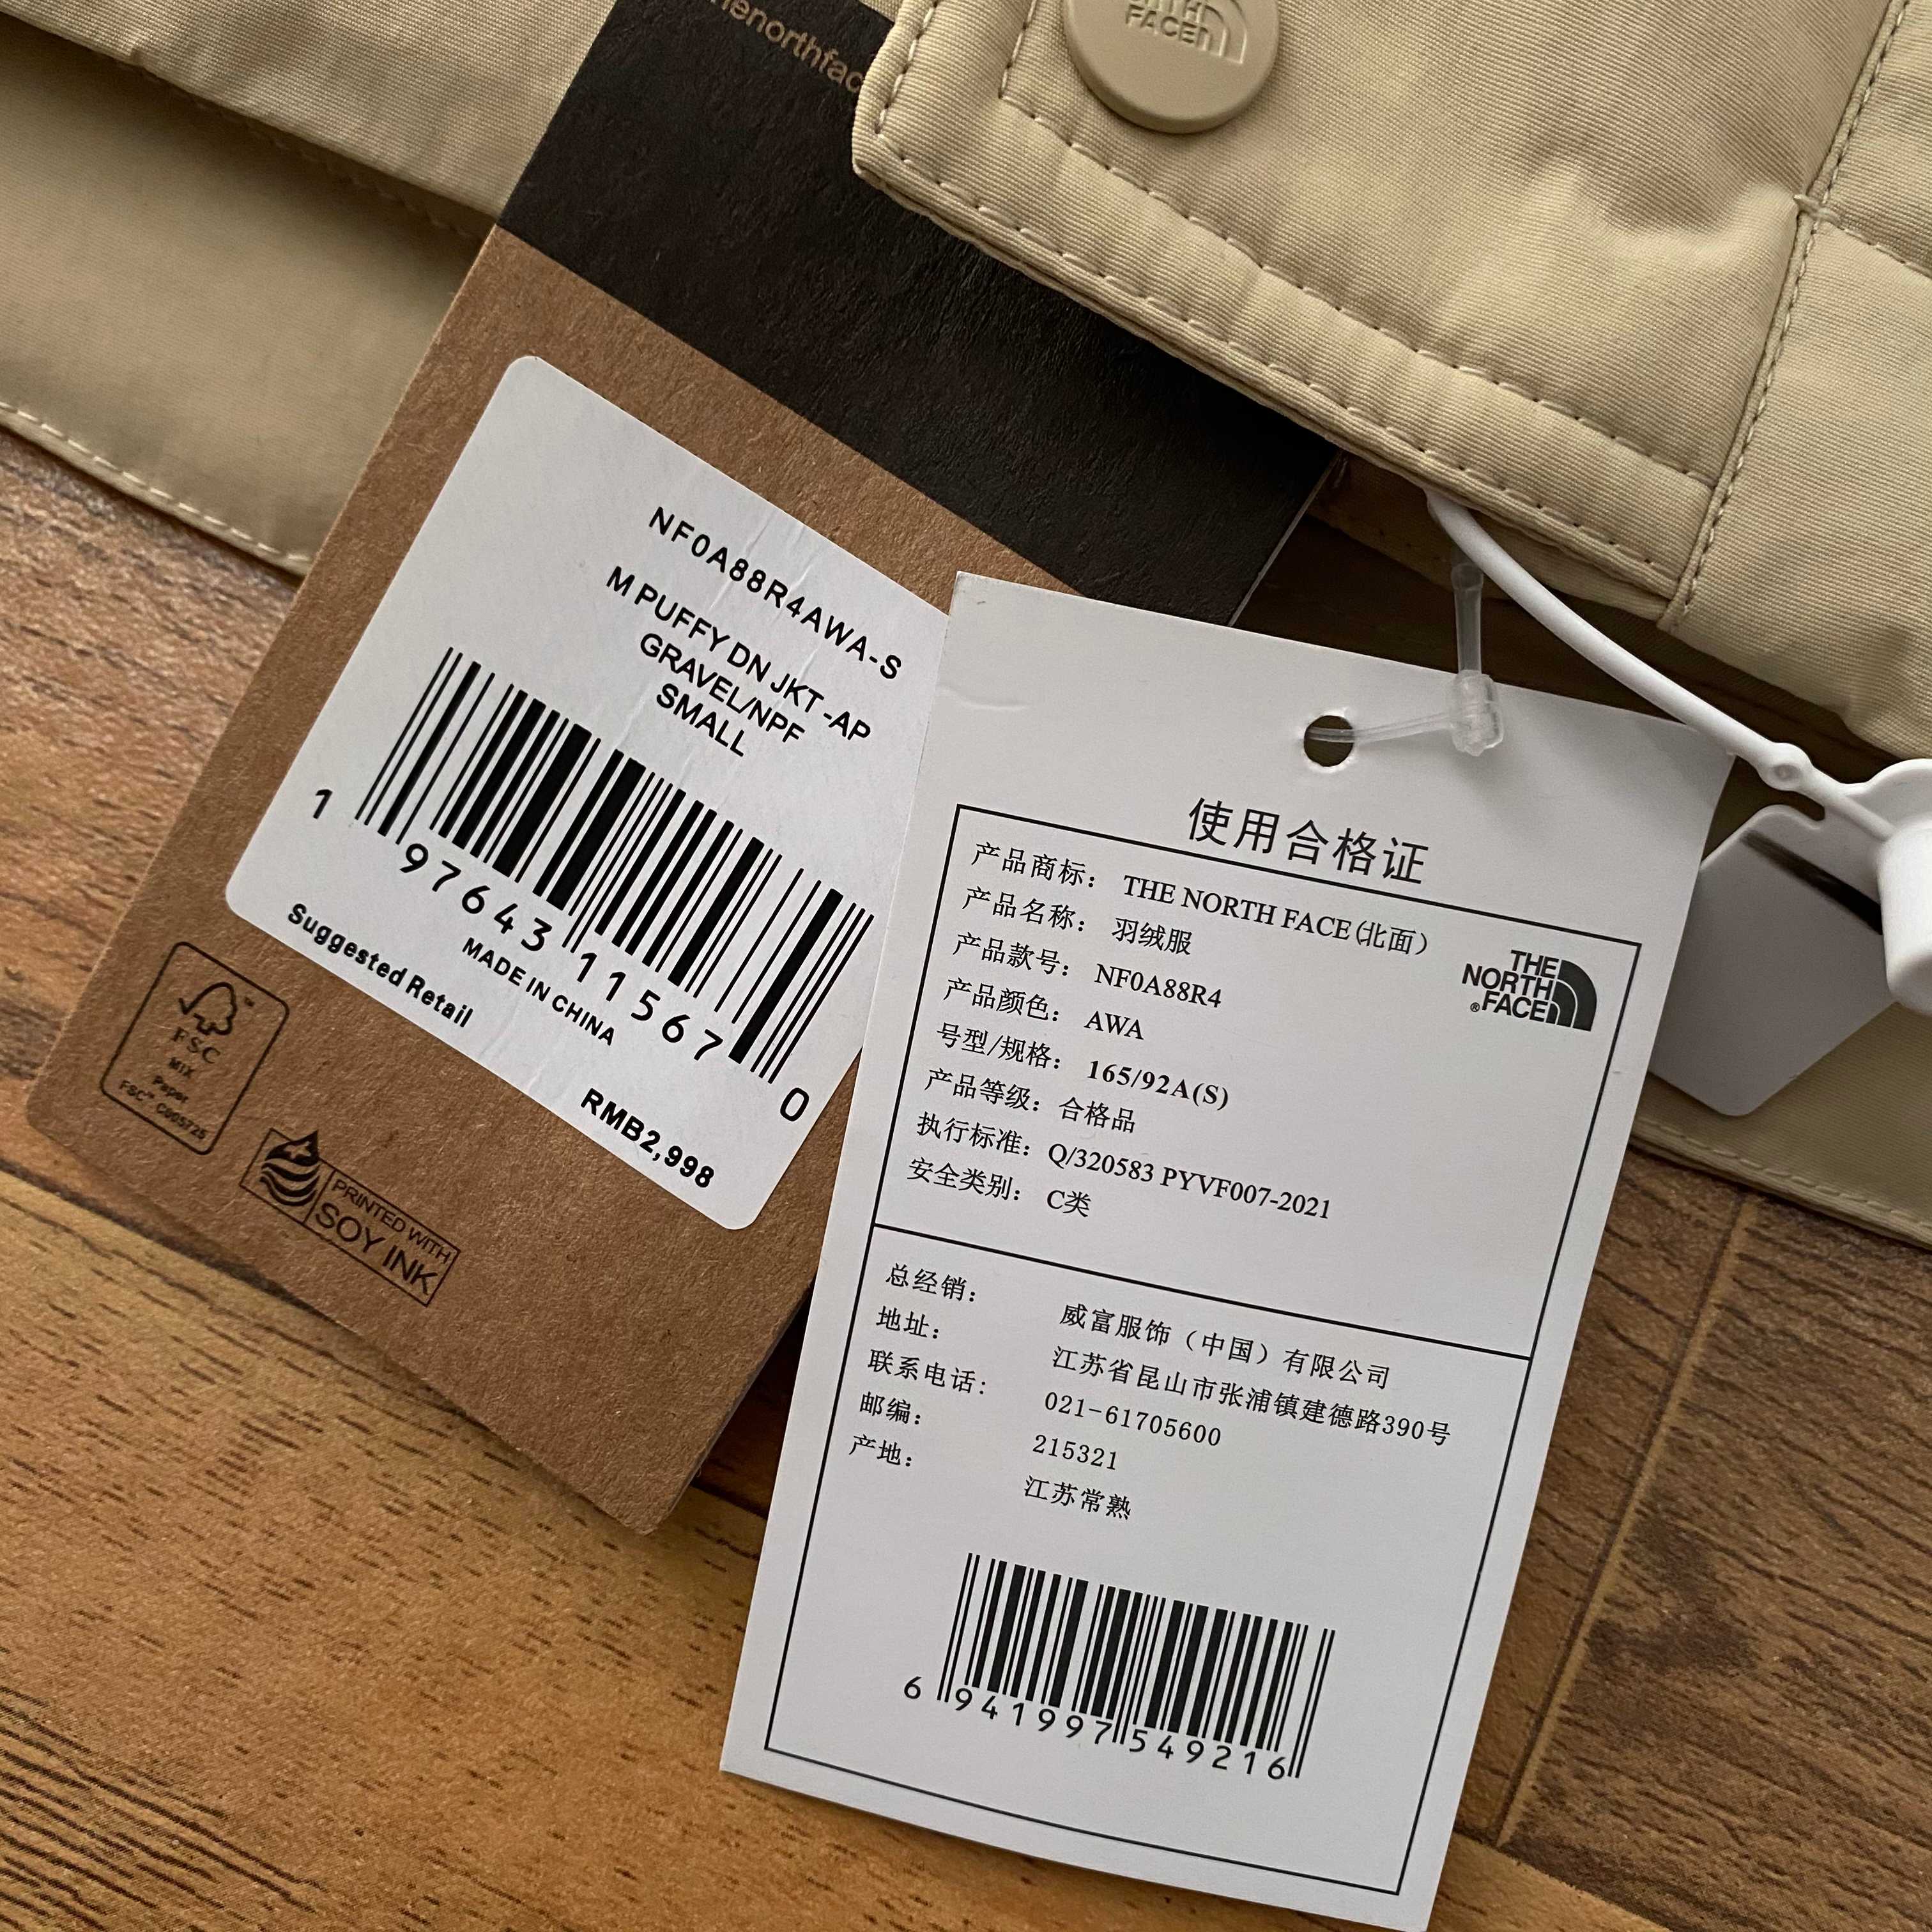 THE NORTH FACE
NF0A88R4AWA-S
M PUFFY DN JKT -AP
GRAVEL/NPF
SMALL
1 97643 11567 0
MADE IN CHINA
Suggested Retail
RMB2,998
FSC™
MIX
Paper
FSC™ C005725
PRINTED WITH
SOY INK
使用合格证
产品商标： THE NORTH FACE(北面)
产品名称： 羽绒服
产品款号： NF0A88R4
产品颜色： AWA
号型/规格： 165/92A(S)
产品等级： 合格品
执行标准： Q/320583 PYVF007-2021
安全类别： C类
THE
NORTH
®FACE
总经销： 威富服饰（中国）有限公司
地址： 江苏省昆山市张浦镇建德路390号
联系电话： 021-61705600
邮编： 215321
产地： 江苏常熟
6 941997 549216